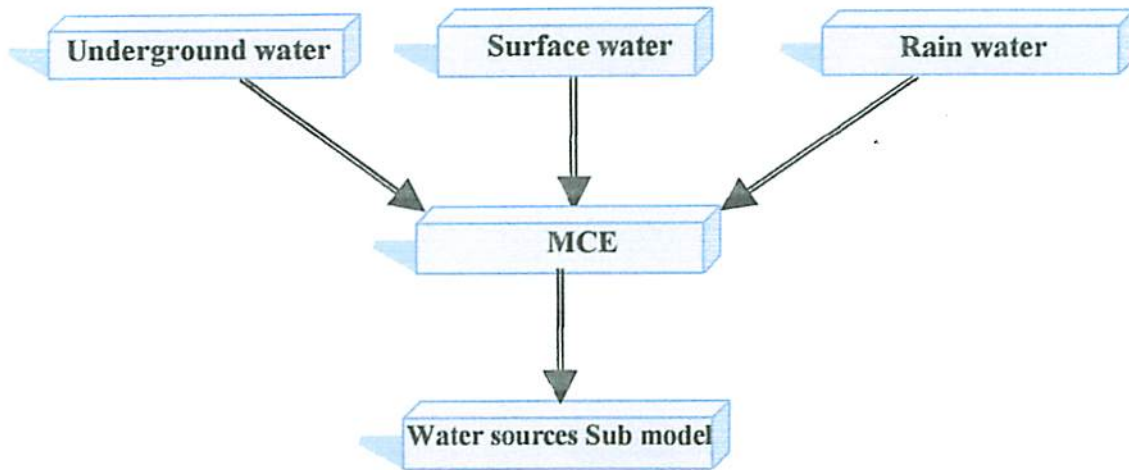 Underground water
Surface water
Rain water
MCE
Water sources Sub model